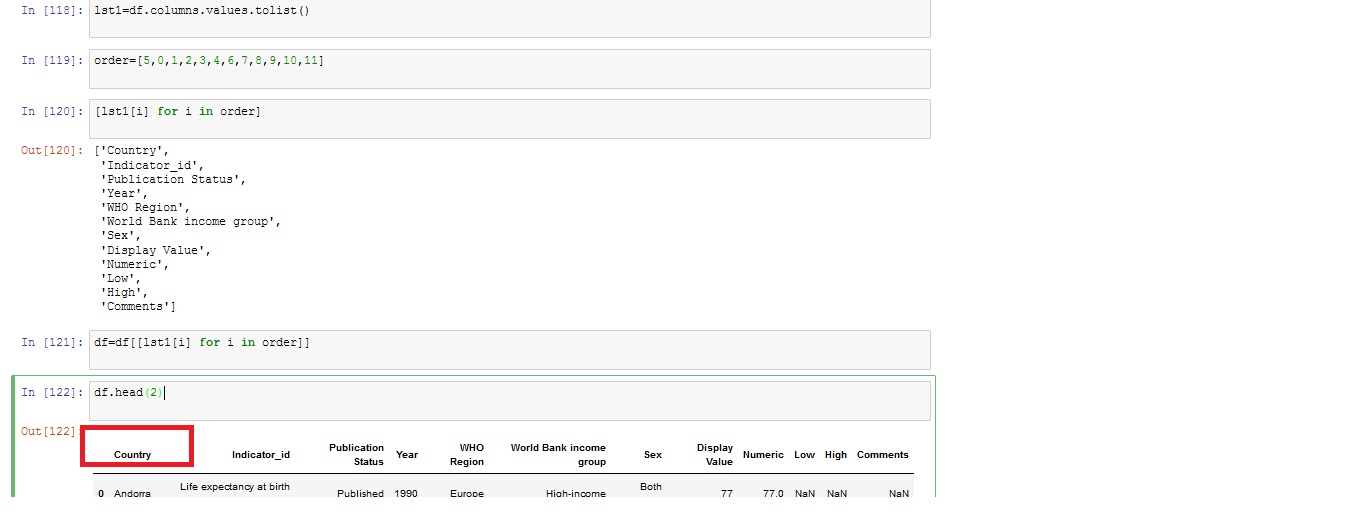 In [118]: lst1=df.columns.values.tolist()
In [119]: order=[5,0,1,2,3,4,6,7,8,9,10,11]
In [120]: [lst1[i] for i in order]
Out[120]: ['Country',
'Indicator_id',
'Publication Status',
'Year',
'WHO Region',
'World Bank income group',
'Sex',
'Display Value',
'Numeric',
'Low',
'High',
'Comments']
In [121]: df=df[[lst1[i] for i in order]]
In [122]: df.head(2)
Out[122]:
Country Indicator_id Publication Status Year WHO Region World Bank income group Sex Display Value Numeric Low High Comments
0 Andorra Life expectancy at birth Published 1990 Europe High-income Both 77 77.0 NaN NaN NaN